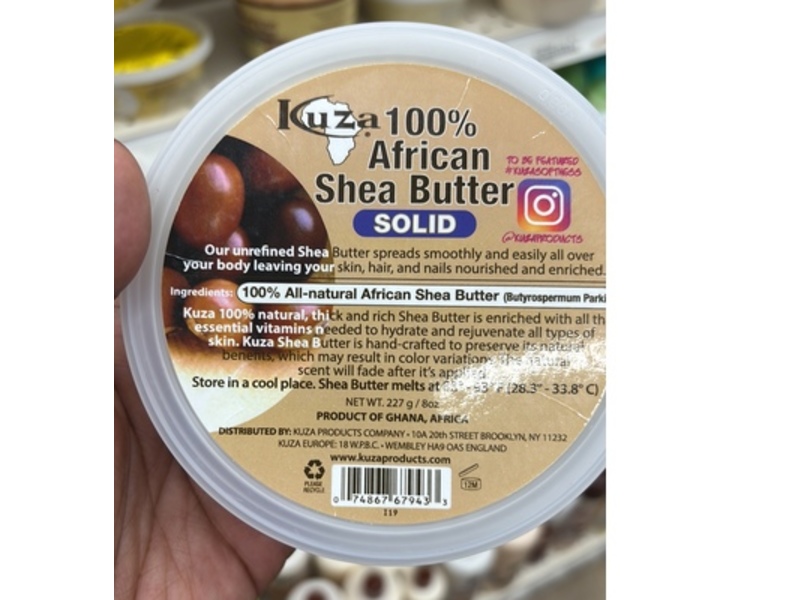 Kuza 100%
African
Shea Butter
SOLID
TO BE FEATURED
#KUZASOFTNESS
@KUZAPRODUCTS
Our unrefined Shea Butter spreads smoothly and easily all over
your body leaving your skin, hair, and nails nourished and enriched.
Ingredients: 100% All-natural African Shea Butter (Butyrospermum Parki
Kuza 100% natural, thick and rich Shea Butter is enriched with all th
essential vitamins needed to hydrate and rejuvenate all types of
skin. Kuza Shea Butter is hand-crafted to preserve its natural
benefits, which may result in color variation. The natural
scent will fade after it's applied.
Store in a cool place. Shea Butter melts at F (28.3° - 33.8° C)
NET WT. 227 g / 8oz
PRODUCT OF GHANA, AFRICA
DISTRIBUTED BY: KUZA PRODUCTS COMPANY • 10A 20th STREET BROOKLYN, NY 11232
KUZA EUROPE: 18 W.P.B.C. • WEMBLEY HA9 OAS ENGLAND
www.kuzaproducts.com
PLEASE
RECYCLE
0 74867 67943 3
12M
I19